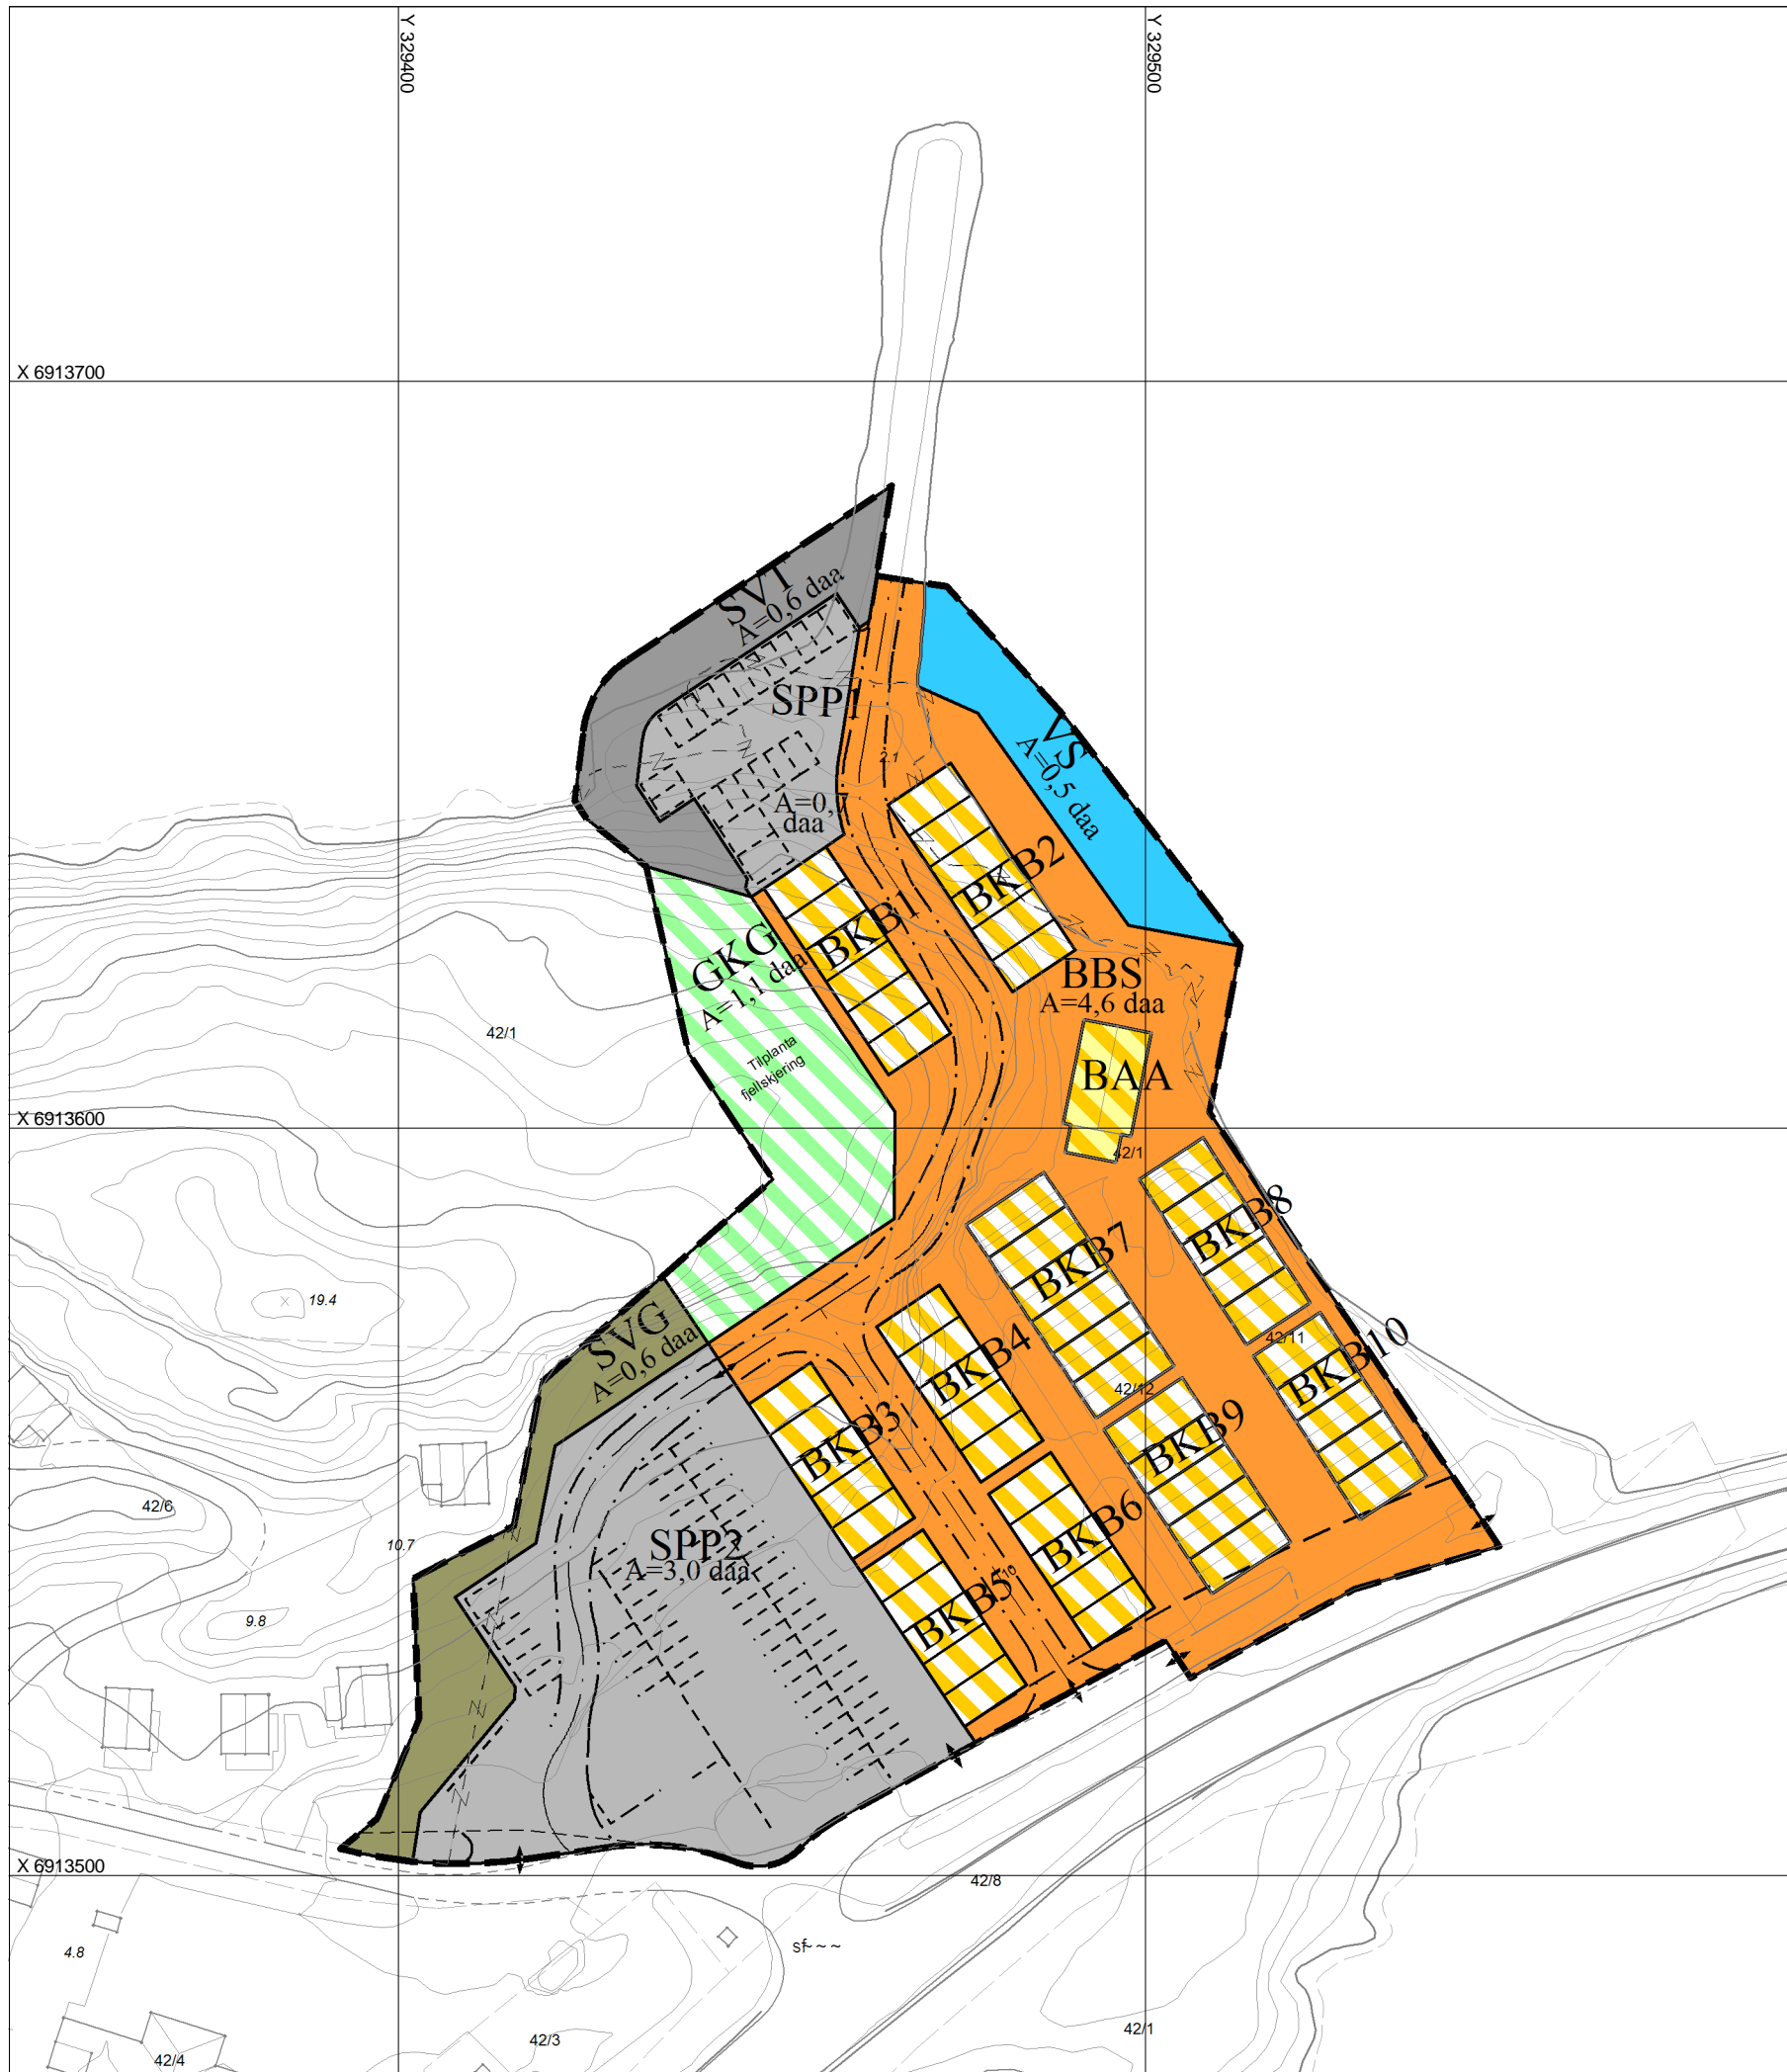 Y 329400
Y 329500
X 6913700
SVT
A=0,6 daa
SPP1
2.1
VS
A=0,5 daa
A=0,7
daa
BKB2
BKB1
GKG
A=1,1 daa
BBS
A=4,6 daa
42/1
Tilplanta
fjellskjering
BAA
X 6913600
42/1
BKB8
BKB7
19.4
SVG
A=0,6 daa
42/11
BKB10
BKB4
42/12
BKB3
BKB9
42/6
10.7
SPP2
A=3,0 daa
BKB6
BKB5
9.8
X 6913500
42/8
4.8
sf~~
42/3
42/1
42/4